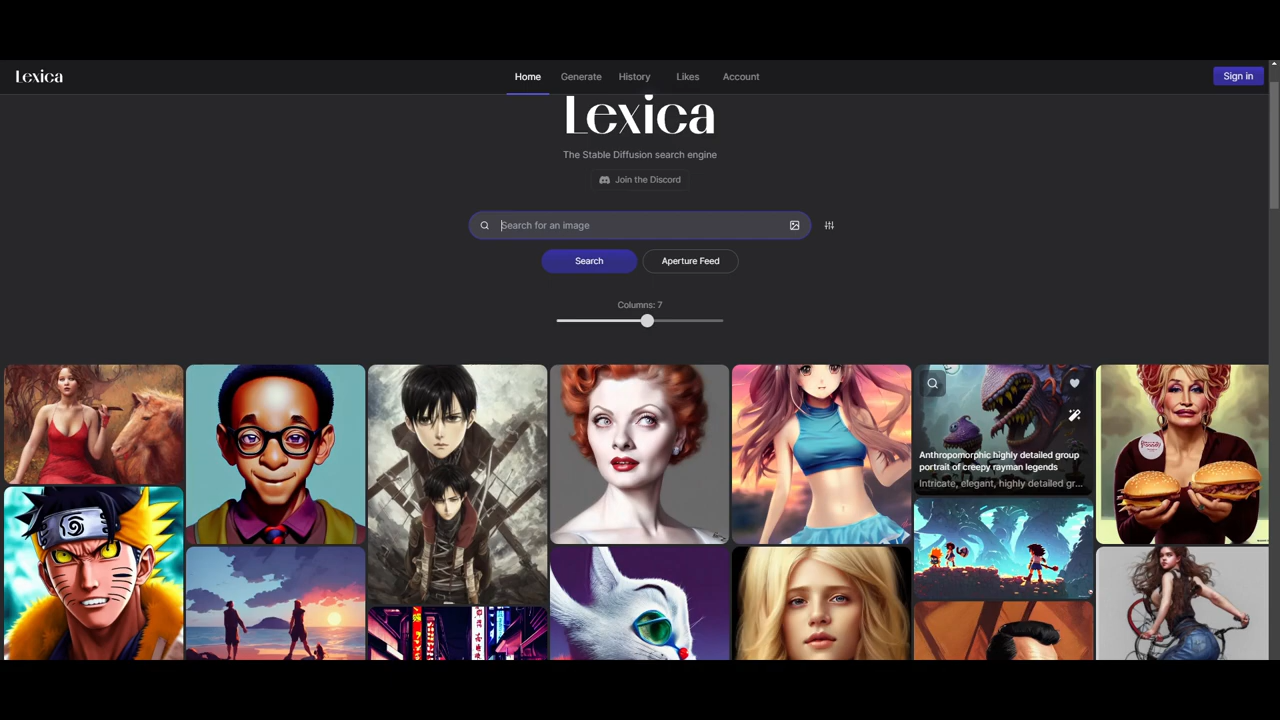 Lexica
Home
Generate
History
Likes
Account
Sign in
Lexica
The Stable Diffusion search engine
Join the Discord
Search for an image
Search
Aperture Feed
Columns: 7
Anthropomorphic highly detailed group
portrait of creepy rayman legends
Intricate, elegant, highly detailed gr...